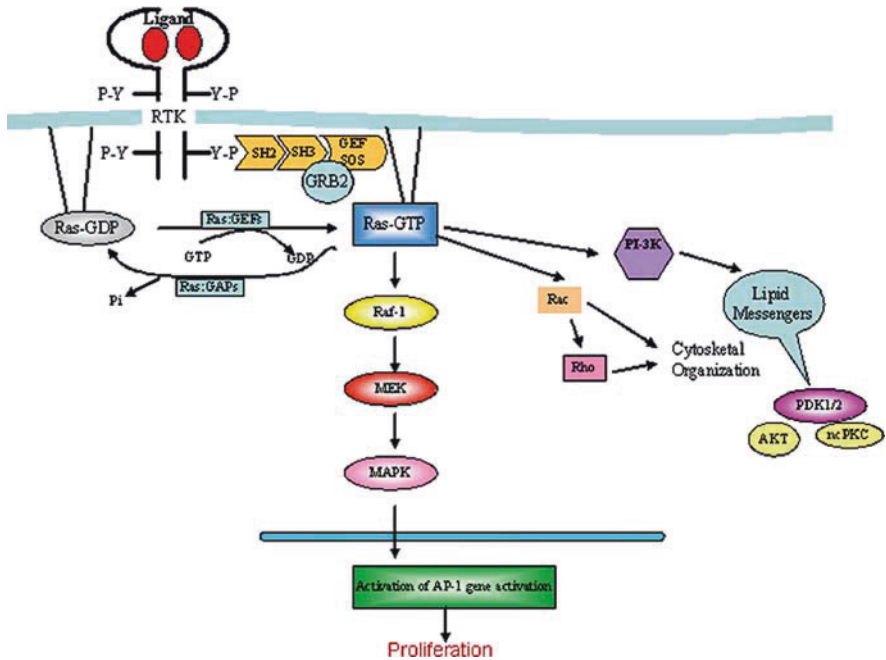 Ligand
P-Y
Y-P
RTK
P-Y
Y-P
SH2
SH3
GEF
SOS
GRB2
Ras-GDP
Ras:GEFs
Ras-GTP
GTP
GDP
Ras:GAPs
Pi
PI-3K
Raf-1
Rac
Lipid
Messengers
Rho
Cytosketal
Organization
MEK
PDK1/2
AKT
ncPKC
MAPK
Activation of AP-1 gene activation
Proliferation